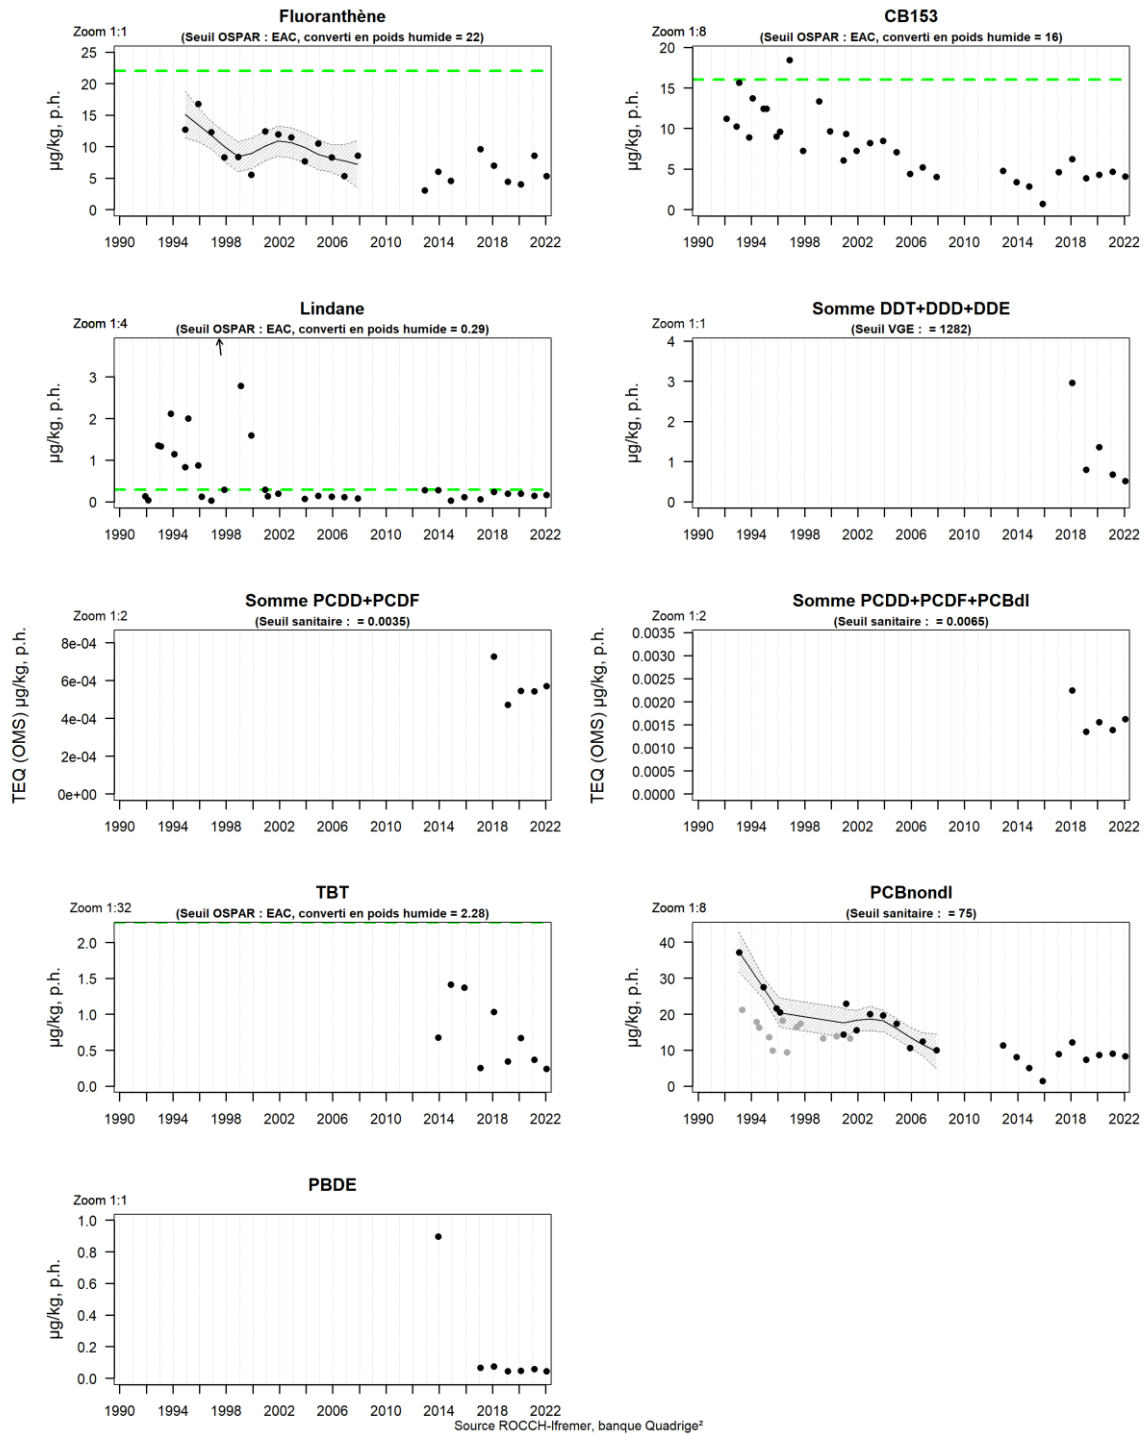 Fluoranthène
Zoom 1:1
(Seuil OSPAR : EAC, converti en poids humide = 22)
µg/kg, p.h.
25
20
15
10
5
0
1990 1994 1998 2002 2006 2010 2014 2018 2022
CB153
Zoom 1:8
(Seuil OSPAR : EAC, converti en poids humide = 16)
µg/kg, p.h.
20
15
10
5
0
1990 1994 1998 2002 2006 2010 2014 2018 2022
Lindane
Zoom 1:4
(Seuil OSPAR : EAC, converti en poids humide = 0.29)
µg/kg, p.h.
3
2
1
0
1990 1994 1998 2002 2006 2010 2014 2018 2022
Somme DDT+DDD+DDE
Zoom 1:1
(Seuil VGE :  = 1282)
µg/kg, p.h.
4
3
2
1
0
1990 1994 1998 2002 2006 2010 2014 2018 2022
Somme PCDD+PCDF
Zoom 1:2
(Seuil sanitaire :  = 0.0035)
TEQ (OMS) µg/kg, p.h.
8e-04
6e-04
4e-04
2e-04
0e+00
1990 1994 1998 2002 2006 2010 2014 2018 2022
Somme PCDD+PCDF+PCBdl
Zoom 1:2
(Seuil sanitaire :  = 0.0065)
TEQ (OMS) µg/kg, p.h.
0.0035
0.0030
0.0025
0.0020
0.0015
0.0010
0.0005
0.0000
1990 1994 1998 2002 2006 2010 2014 2018 2022
TBT
Zoom 1:32
(Seuil OSPAR : EAC, converti en poids humide = 2.28)
µg/kg, p.h.
2.0
1.5
1.0
0.5
0.0
1990 1994 1998 2002 2006 2010 2014 2018 2022
PCBnondl
Zoom 1:8
(Seuil sanitaire :  = 75)
µg/kg, p.h.
40
30
20
10
0
1990 1994 1998 2002 2006 2010 2014 2018 2022
PBDE
Zoom 1:1
µg/kg, p.h.
1.0
0.8
0.6
0.4
0.2
0.0
1990 1994 1998 2002 2006 2010 2014 2018 2022
Source ROCCH-Ifremer, banque Quadrige²